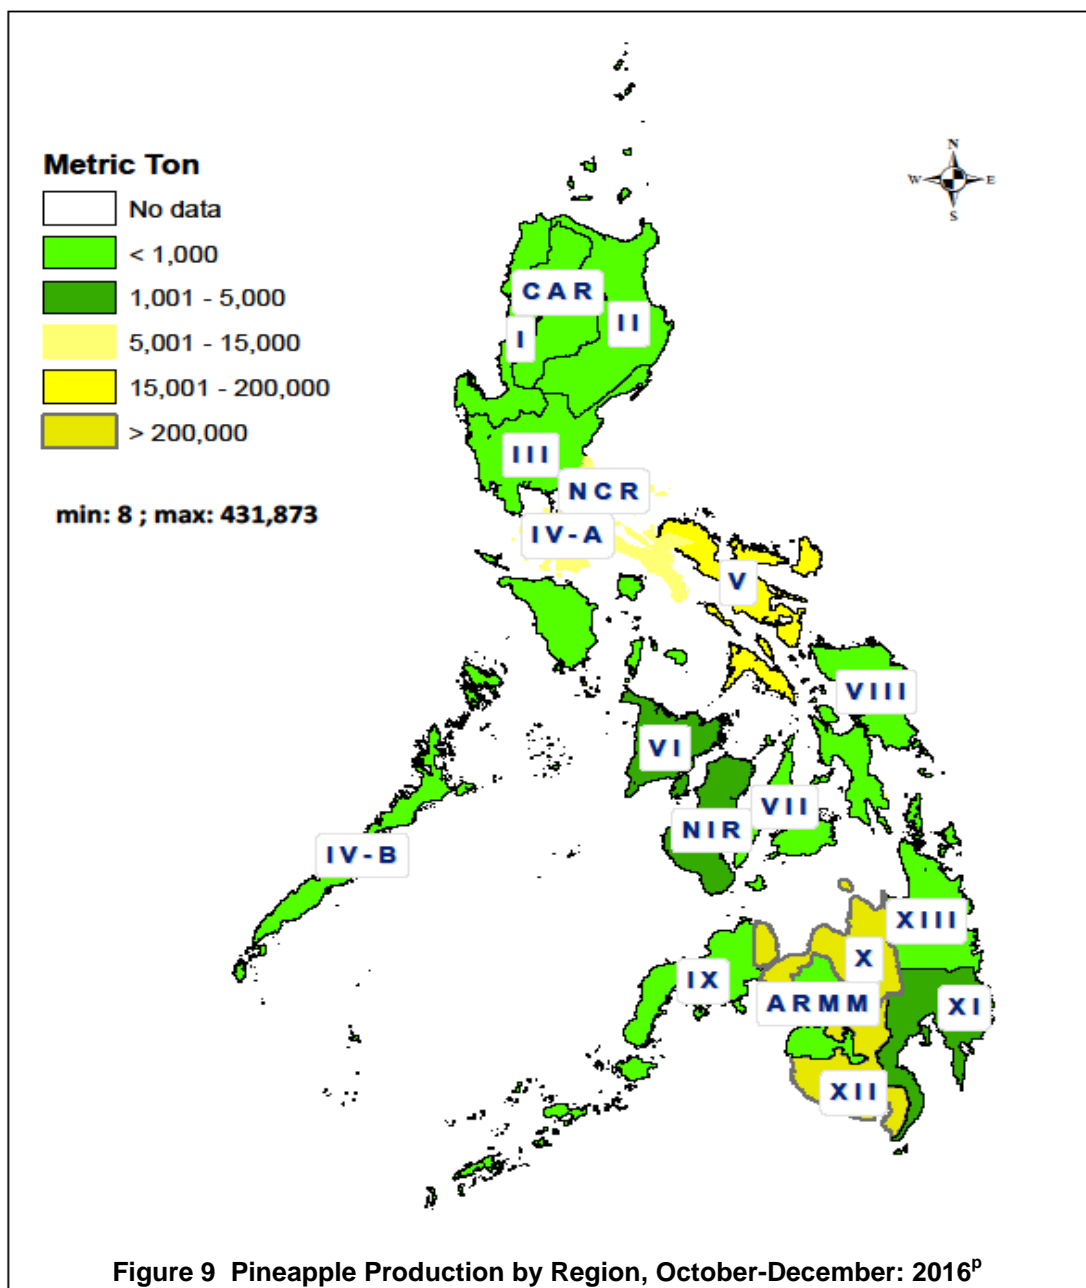 N
W E
S
Metric Ton
No data
< 1,000
1,001 - 5,000
5,001 - 15,000
15,001 - 200,000
> 200,000
min: 8 ; max: 431,873
CAR
I
II
III
NCR
IV-A
V
VIII
VI
VII
NIR
IV-B
XIII
X
IX
ARMM
XI
XII
Figure 9 Pineapple Production by Region, October-December: 2016ᵖ